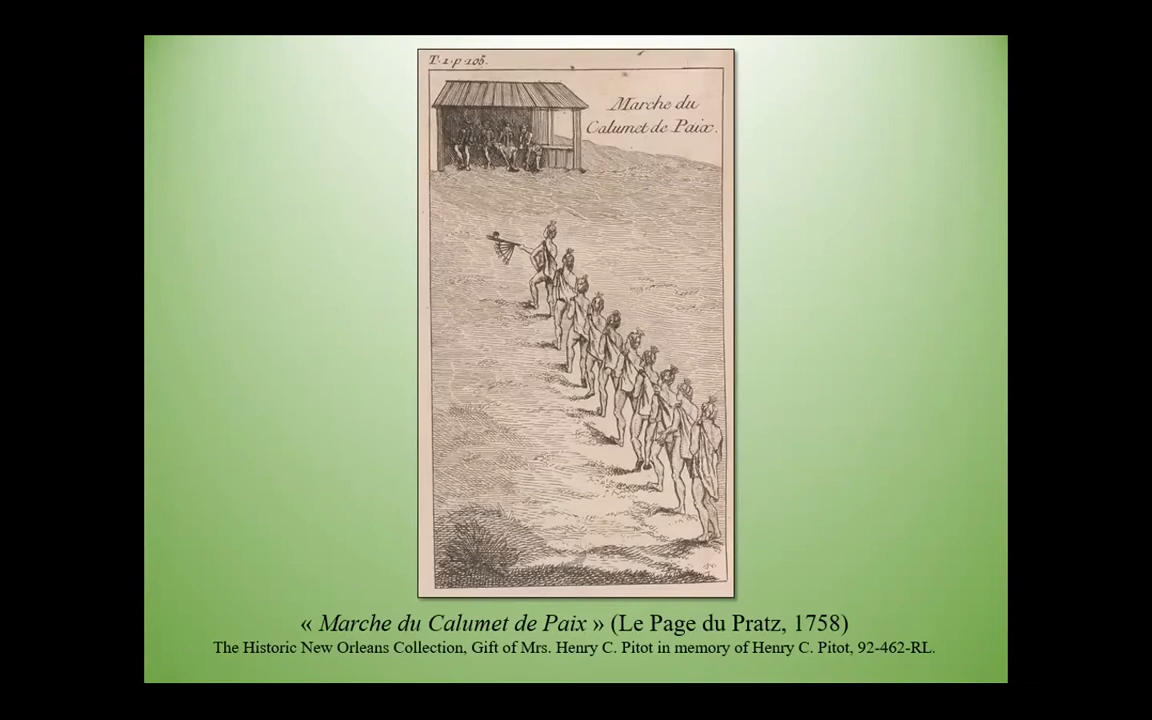 T. 1. p. 105.
Marche du
Calumet de Paix.
« Marche du Calumet de Paix » (Le Page du Pratz, 1758)
The Historic New Orleans Collection, Gift of Mrs. Henry C. Pitot in memory of Henry C. Pitot, 92-462-RL.